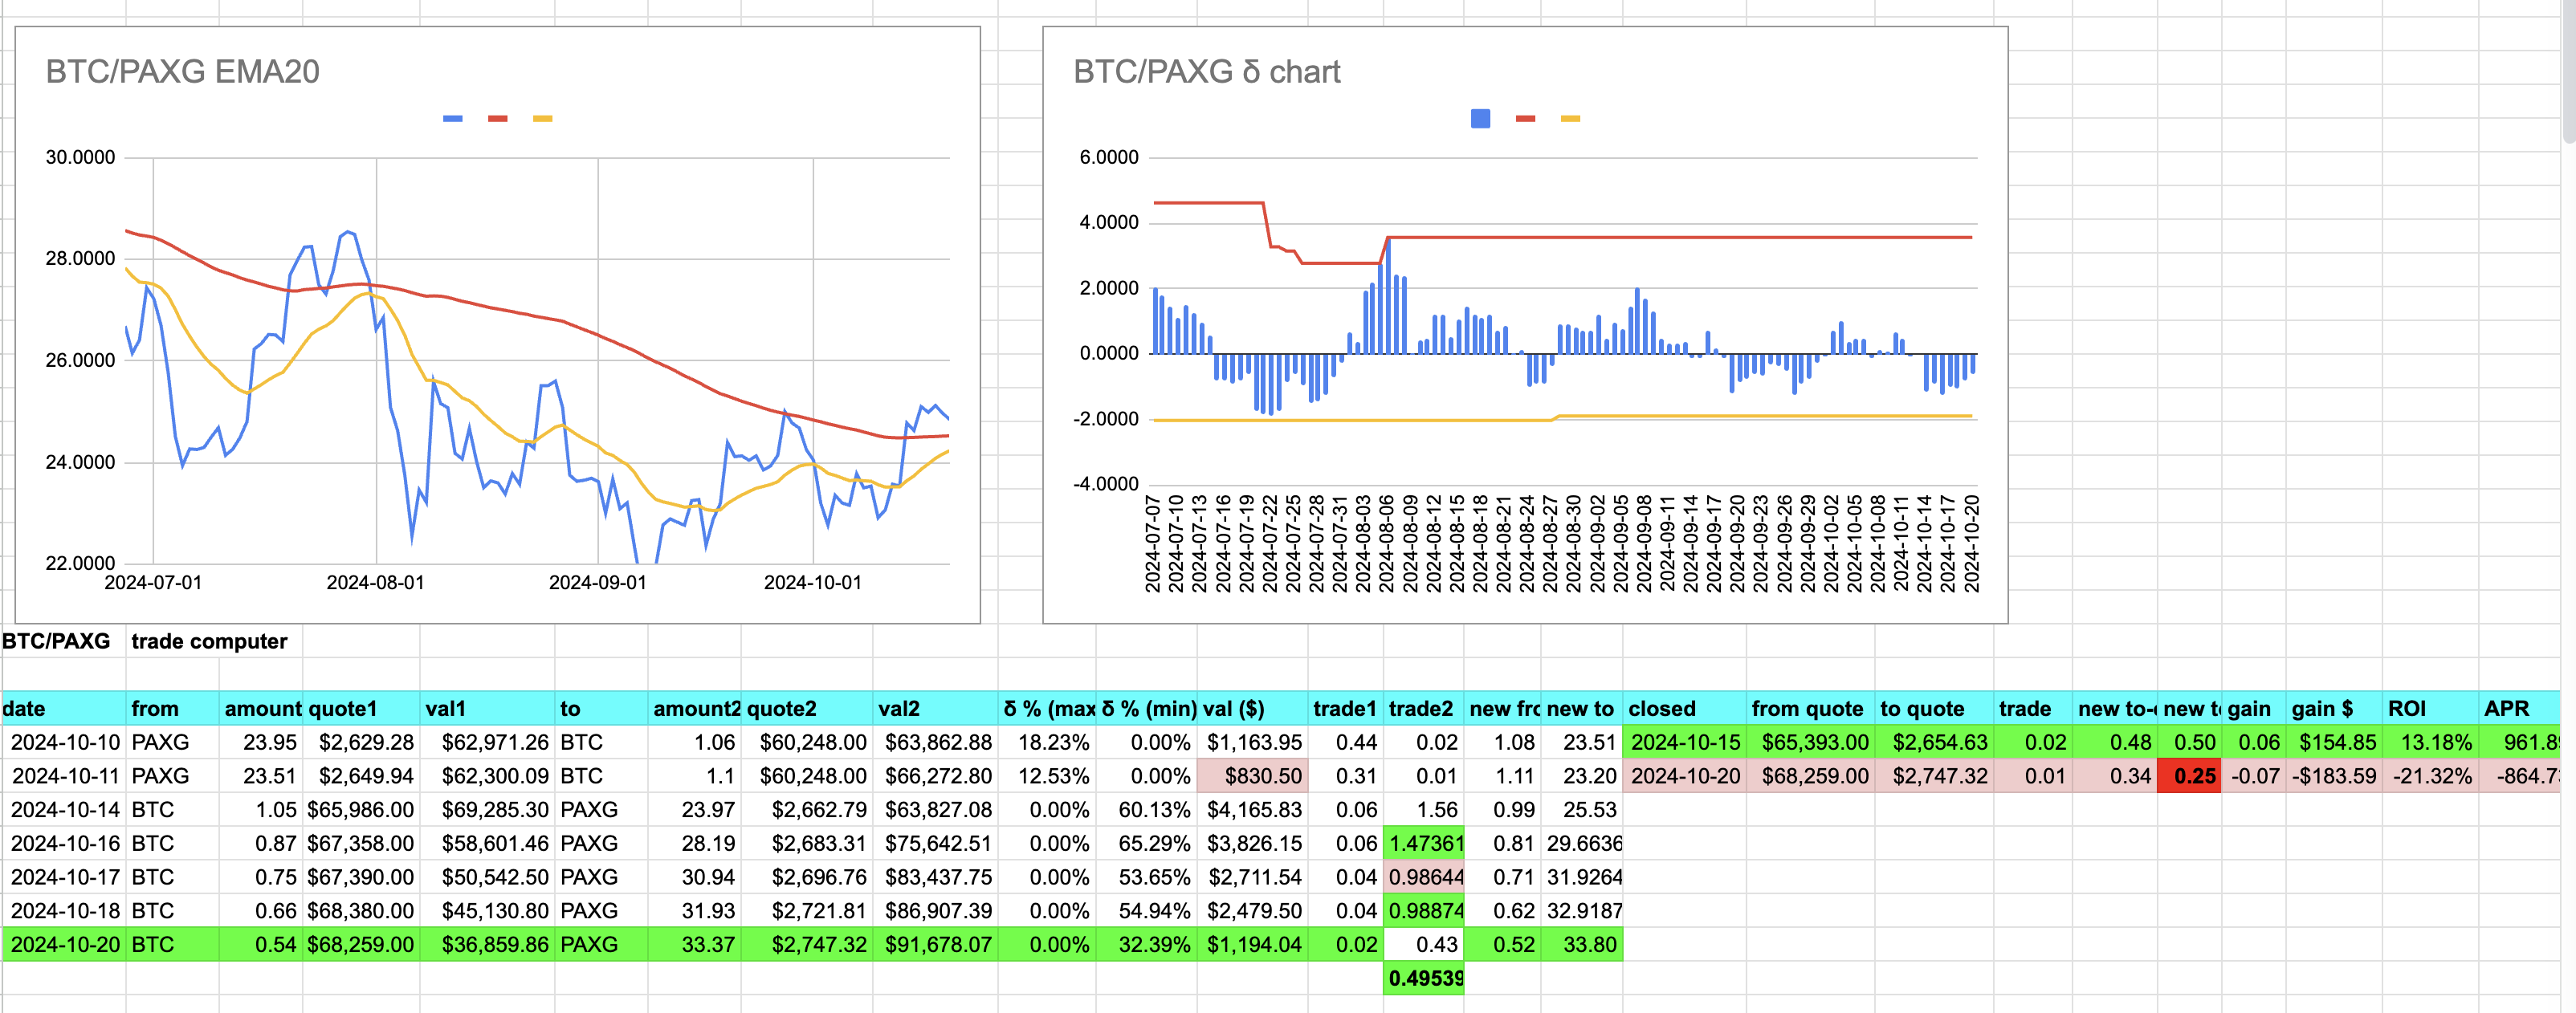 BTC/PAXG EMA20
30.0000
28.0000
26.0000
24.0000
22.0000
2024-07-01 2024-08-01 2024-09-01 2024-10-01
BTC/PAXG δ chart
6.0000
4.0000
2.0000
0.0000
-2.0000
-4.0000
2024-07-07 2024-07-10 2024-07-13 2024-07-16 2024-07-19 2024-07-22 2024-07-25 2024-07-28 2024-07-31 2024-08-03 2024-08-06 2024-08-09 2024-08-12 2024-08-15 2024-08-18 2024-08-21 2024-08-24 2024-08-27 2024-08-30 2024-09-02 2024-09-05 2024-09-08 2024-09-11 2024-09-14 2024-09-17 2024-09-20 2024-09-23 2024-09-26 2024-09-29 2024-10-02 2024-10-05 2024-10-08 2024-10-11 2024-10-14 2024-10-17 2024-10-20
BTC/PAXG trade computer
date from amount quote1 val1 to amount2 quote2 val2 δ % (max δ % (min) val ($) trade1 trade2 new fro new to closed from quote to quote trade new to- new t gain gain $ ROI APR
2024-10-10 PAXG 23.95 $2,629.28 $62,971.26 BTC 1.06 $60,248.00 $63,862.88 18.23% 0.00% $1,163.95 0.44 0.02 1.08 23.51 2024-10-15 $65,393.00 $2,654.63 0.02 0.48 0.50 0.06 $154.85 13.18% 961.8
2024-10-11 PAXG 23.51 $2,649.94 $62,300.09 BTC 1.1 $60,248.00 $66,272.80 12.53% 0.00% $830.50 0.31 0.01 1.11 23.20 2024-10-20 $68,259.00 $2,747.32 0.01 0.34 0.25 -0.07 -$183.59 -21.32% -864.7
2024-10-14 BTC 1.05 $65,986.00 $69,285.30 PAXG 23.97 $2,662.79 $63,827.08 0.00% 60.13% $4,165.83 0.06 1.56 0.99 25.53
2024-10-16 BTC 0.87 $67,358.00 $58,601.46 PAXG 28.19 $2,683.31 $75,642.51 0.00% 65.29% $3,826.15 0.06 1.47361 0.81 29.6636
2024-10-17 BTC 0.75 $67,390.00 $50,542.50 PAXG 30.94 $2,696.76 $83,437.75 0.00% 53.65% $2,711.54 0.04 0.98644 0.71 31.9264
2024-10-18 BTC 0.66 $68,380.00 $45,130.80 PAXG 31.93 $2,721.81 $86,907.39 0.00% 54.94% $2,479.50 0.04 0.98874 0.62 32.9187
2024-10-20 BTC 0.54 $68,259.00 $36,859.86 PAXG 33.37 $2,747.32 $91,678.07 0.00% 32.39% $1,194.04 0.02 0.43 0.52 33.80
0.49539